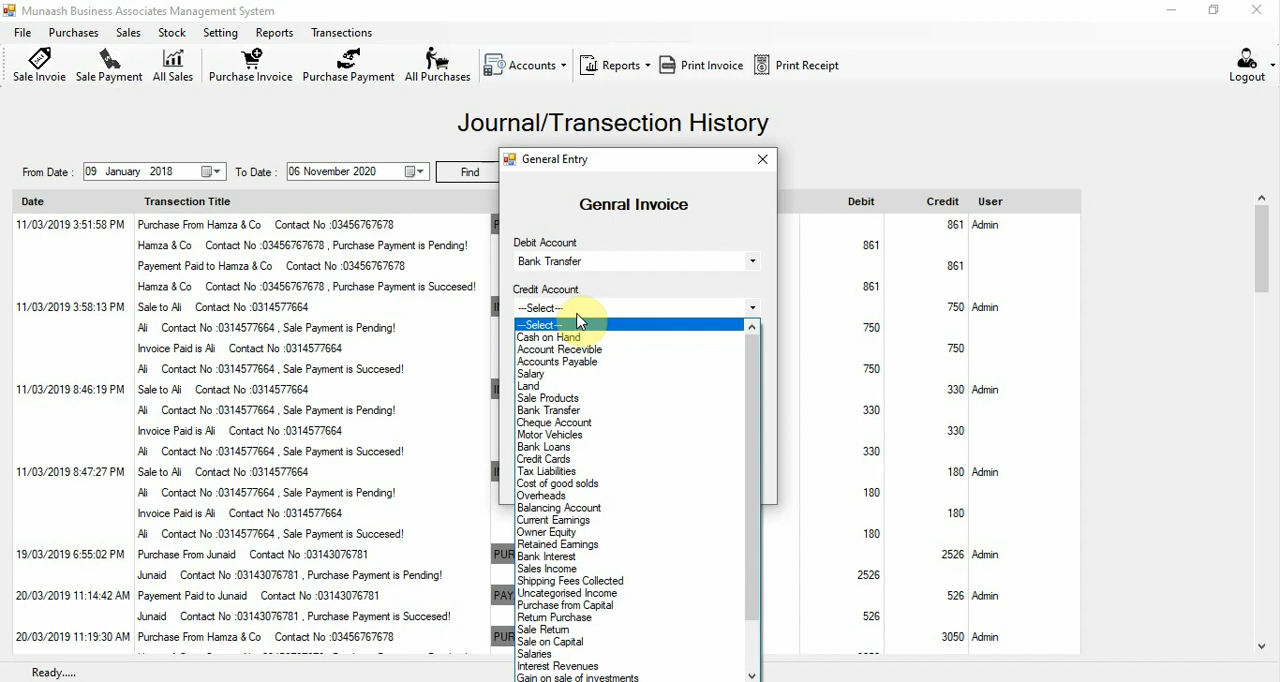 Munaash Business Associates Management System
File Purchases Sales Stock Setting Reports Transactions
Sale Invoie Sale Payment All Sales Purchase Invoice Purchase Payment All Purchases Accounts Reports Print Invoice Print Receipt Logout
Journal/Transection History
From Date : 09 January 2018 To Date : 06 November 2020 Find
Date Transaction Title Debit Credit User
11/03/2019 3:51:58 PM Purchase From Hamza & Co Contact No :03456767678 861 Admin
Hamza & Co Contact No :03456767678 , Purchase Payment is Pending! 861
Payement Paid to Hamza & Co Contact No :03456767678 861
Hamza & Co Contact No :03456767678 , Purchase Payment is Succesed! 861
11/03/2019 3:58:13 PM Sale to Ali Contact No :0314577664 750 Admin
Ali Contact No :0314577664 , Sale Payment is Pending! 750
Invoice Paid is Ali Contact No :0314577664 750
Ali Contact No :0314577664 , Sale Payment is Succesed! 750
11/03/2019 8:46:19 PM Sale to Ali Contact No :0314577664 330 Admin
Ali Contact No :0314577664 , Sale Payment is Pending! 330
Invoice Paid is Ali Contact No :0314577664 330
Ali Contact No :0314577664 , Sale Payment is Succesed! 330
11/03/2019 8:47:27 PM Sale to Ali Contact No :0314577664 180 Admin
Ali Contact No :0314577664 , Sale Payment is Pending! 180
Invoice Paid is Ali Contact No :0314577664 180
Ali Contact No :0314577664 , Sale Payment is Succesed! 180
19/03/2019 6:55:02 PM Purchase From Junaid Contact No :03143076781 PUR 2526 Admin
Junaid Contact No :03143076781 , Purchase Payment is Pending! 2526
20/03/2019 11:14:42 AM Payement Paid to Junaid Contact No :03143076781 PAY 526 Admin
Junaid Contact No :03143076781 , Purchase Payment is Succesed! 526
20/03/2019 11:19:30 AM Purchase From Hamza & Co Contact No :03456767678 PUR 3050 Admin
General Entry
Genral Invoice
Debit Account
Bank Transfer
Credit Account
---Select---
---Select---
Cash on Hand
Account Recevible
Accounts Payable
Salary
Land
Sale Products
Bank Transfer
Cheque Account
Motor Vehicles
Bank Loans
Credit Cards
Tax Liabilities
Cost of good solds
Overheads
Balancing Account
Current Earnings
Owner Equity
Retained Earnings
Bank Interest
Sales Income
Shipping Fees Collected
Uncategorised Income
Purchase from Capital
Return Purchase
Sale Return
Sale on Capital
Salaries
Interest Revenues
Gain on sale of investments
Ready.....